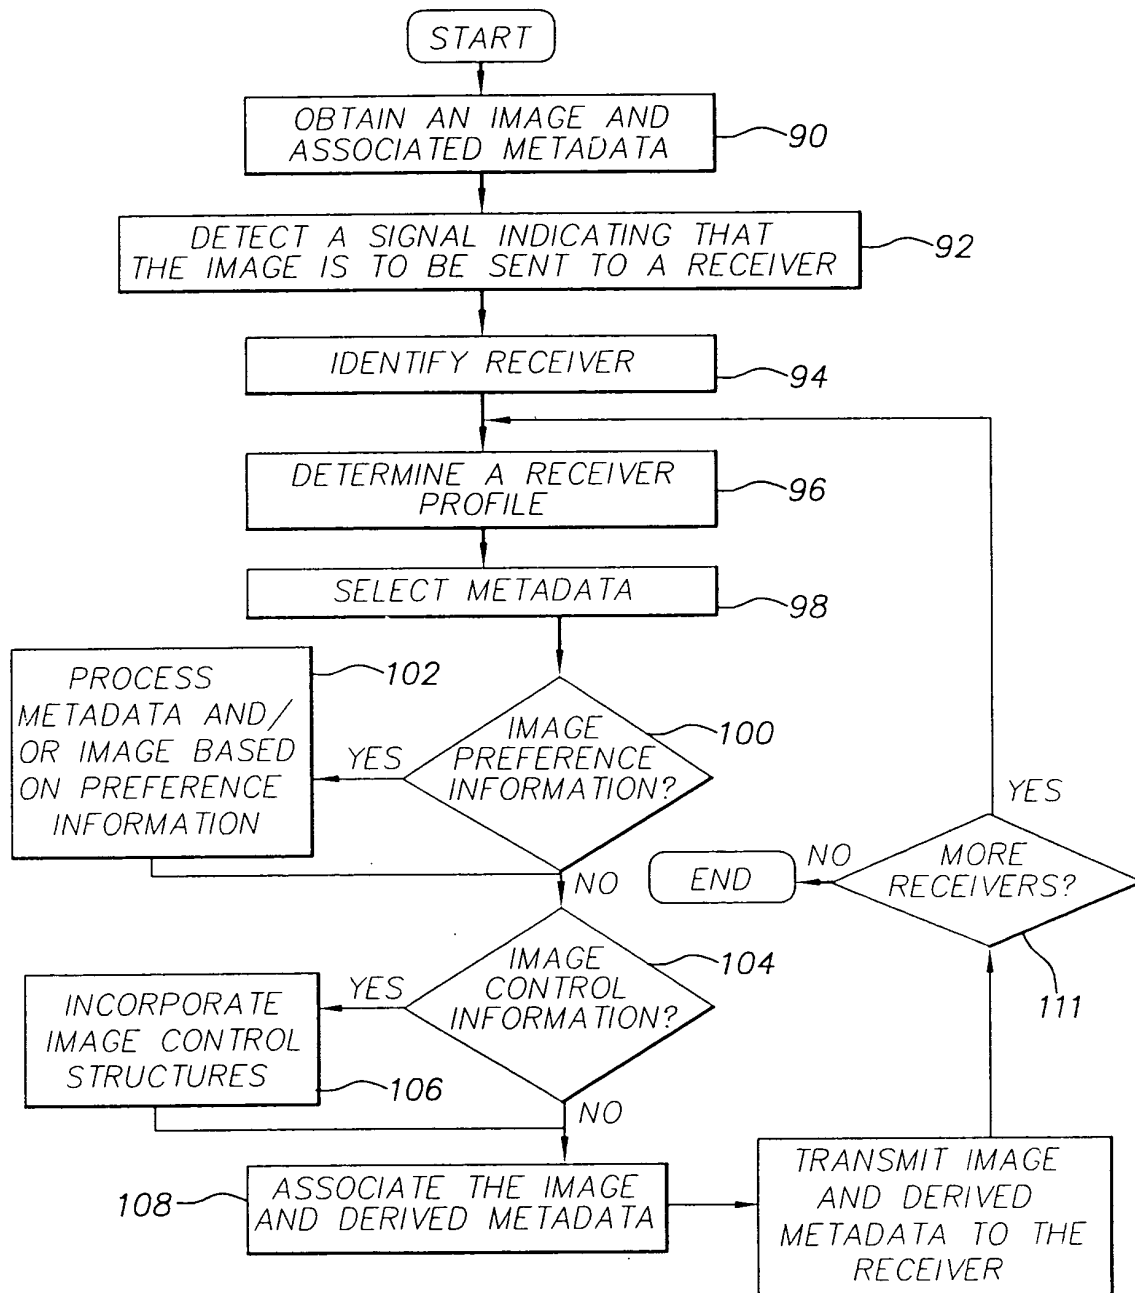 START
OBTAIN AN IMAGE AND
ASSOCIATED METADATA
90
DETECT A SIGNAL INDICATING THAT
THE IMAGE IS TO BE SENT TO A RECEIVER
92
IDENTIFY RECEIVER
94
DETERMINE A RECEIVER
PROFILE
96
SELECT METADATA
98
PROCESS
METADATA AND/
OR IMAGE BASED
ON PREFERENCE
INFORMATION
102
YES
IMAGE
PREFERENCE
INFORMATION?
100
NO
IMAGE
CONTROL
INFORMATION?
104
YES
INCORPORATE
IMAGE CONTROL
STRUCTURES
106
NO
108
ASSOCIATE THE IMAGE
AND DERIVED METADATA
TRANSMIT IMAGE
AND DERIVED
METADATA TO THE
RECEIVER
MORE
RECEIVERS?
111
YES
NO
END